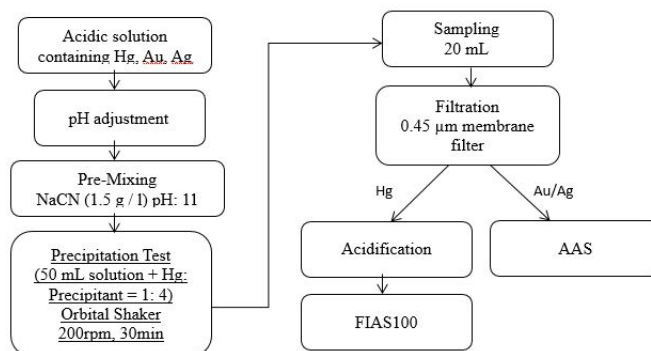 Acidic solution
containing Hg, Au, Ag
pH adjustment
Pre-Mixing
NaCN (1.5 g / l) pH: 11
Precipitation Test
(50 mL solution + Hg:
Precipitant = 1: 4)
Orbital Shaker
200rpm, 30min
Sampling
20 mL
Filtration
0.45 µm membrane
filter
Hg
Au/Ag
Acidification
AAS
FIAS100